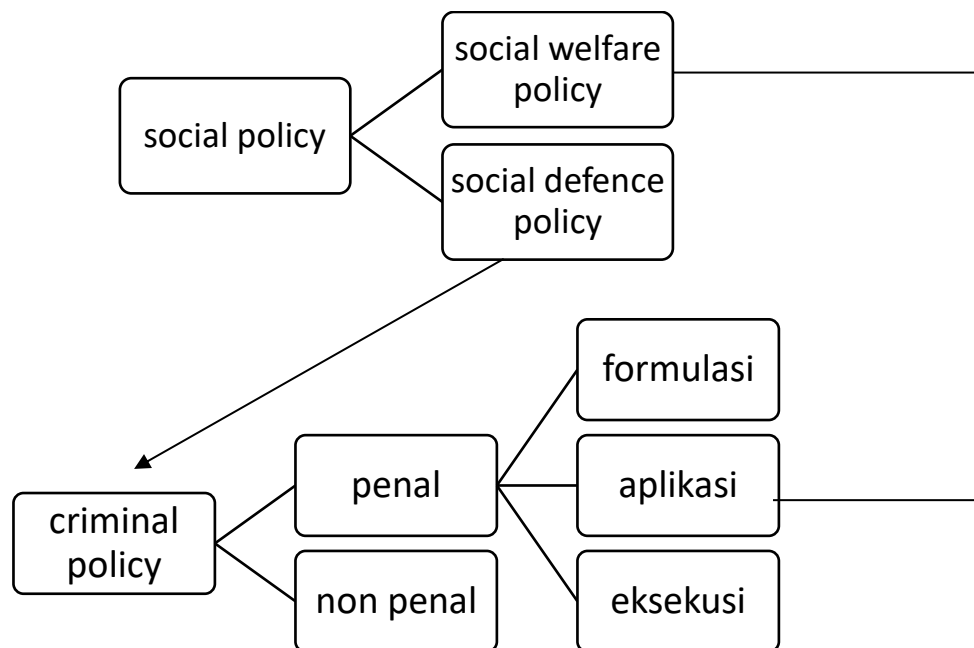 social welfare
policy
social policy
social defence
policy
formulasi
penal
aplikasi
criminal
policy
non penal
eksekusi